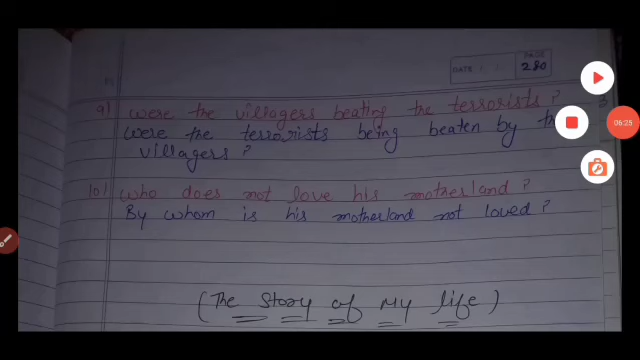 PAGE
DATE : 280
9) were the villagers beating the terrorists ?
were the terrorists being beaten by
villagers ?
10) who does not love his motherland ?
By whom is his motherland not loved ?
(The Story of My life)
06:25